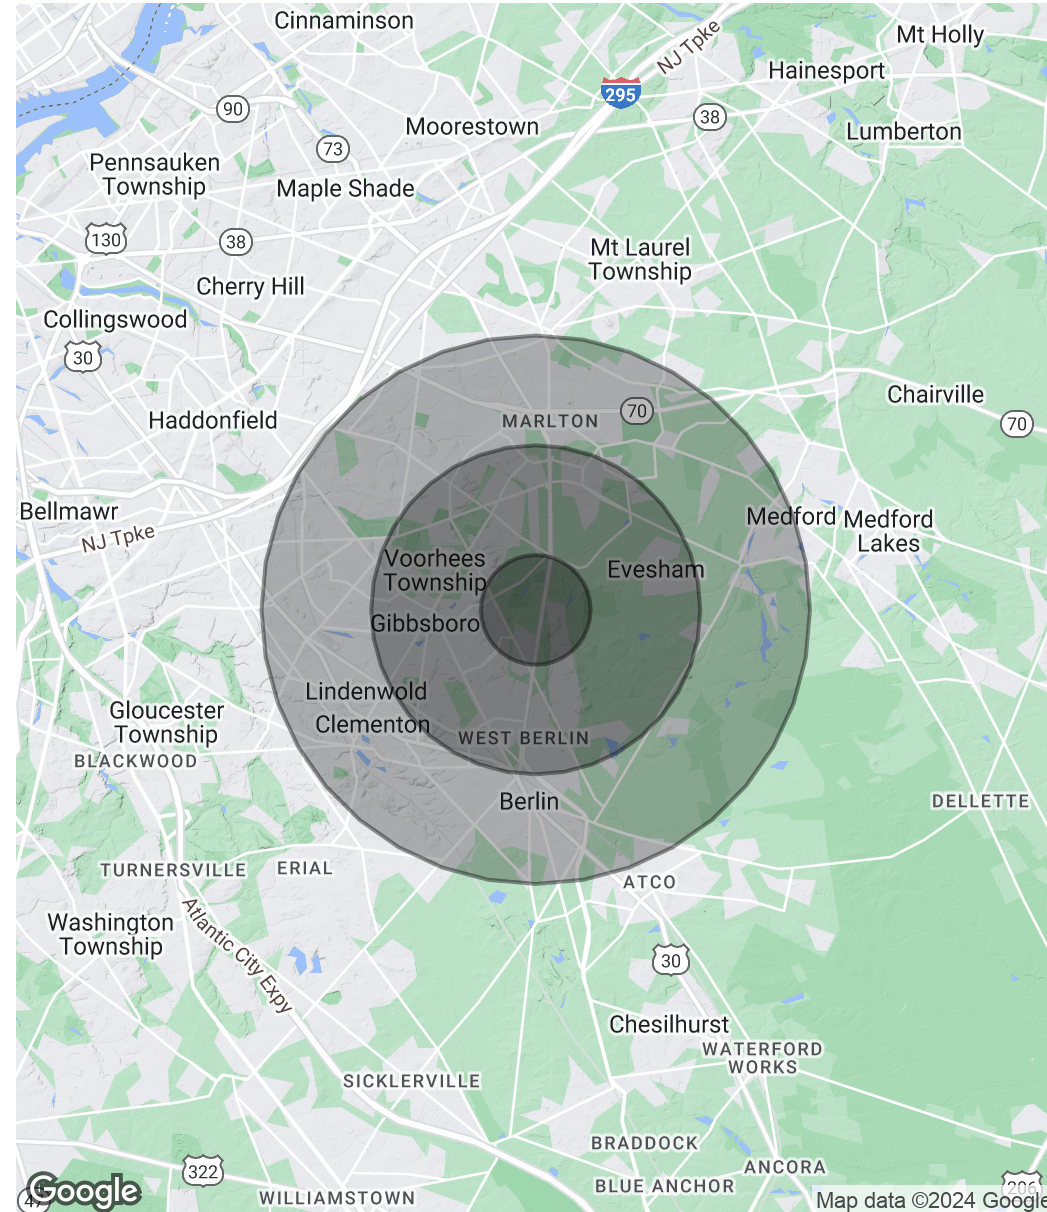 Cinnaminson
NJ Tpke
Mt Holly
Hainesport
295
90
38
Moorestown
Lumberton
73
Pennsauken
Township
Maple Shade
130
38
Mt Laurel
Township
Cherry Hill
Collingswood
30
Chairville
70
MARLTON
70
Haddonfield
Bellmawr
NJ Tpke
Medford
Medford
Lakes
Voorhees
Township
Evesham
Gibbsboro
Lindenwold
Clementon
Gloucester
Township
WEST BERLIN
BLACKWOOD
Berlin
DELLETTE
TURNERSVILLE
ERIAL
ATCO
Washington
Township
Atlantic City Expy
30
Chesilhurst
WATERFORD
WORKS
SICKLERVILLE
BRADDOCK
ANCORA
322
BLUE ANCHOR
206
47
Google
WILLIAMSTOWN
Map data ©2024 Google